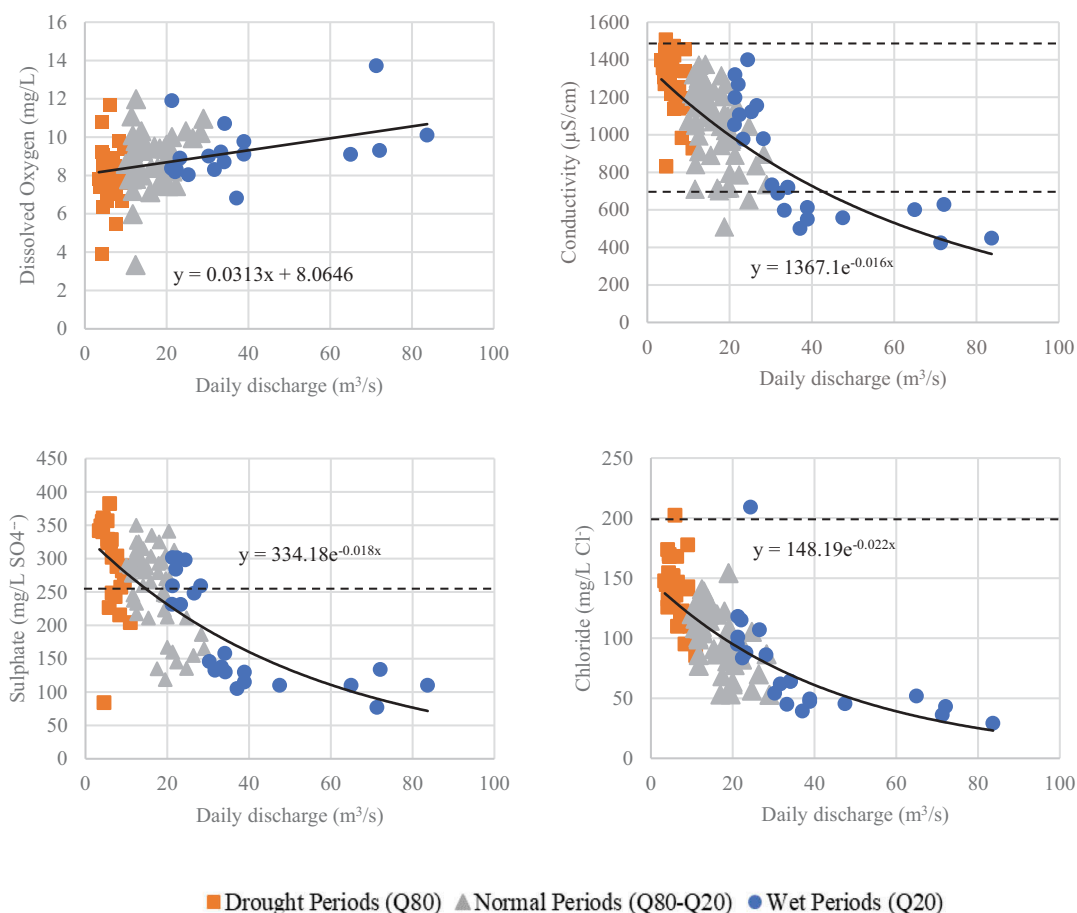 16
14
12
10
8
6
4
2
0
Dissolved Oxygen (mg/L)
y = 0.0313x + 8.0646
0 20 40 60 80 100
Daily discharge (m³/s)
1600
1400
1200
1000
800
600
400
200
0
Conductivity (µS/cm)
y = 1367.1e^-0.016x
0 20 40 60 80 100
Daily discharge (m³/s)
450
400
350
300
250
200
150
100
50
0
Sulphate (mg/L SO4⁻⁻)
y = 334.18e^-0.018x
0 20 40 60 80 100
Daily discharge (m³/s)
250
200
150
100
50
0
Chloride (mg/L Cl⁻)
y = 148.19e^-0.022x
0 20 40 60 80 100
Daily discharge (m³/s)
Drought Periods (Q80) Normal Periods (Q80-Q20) Wet Periods (Q20)